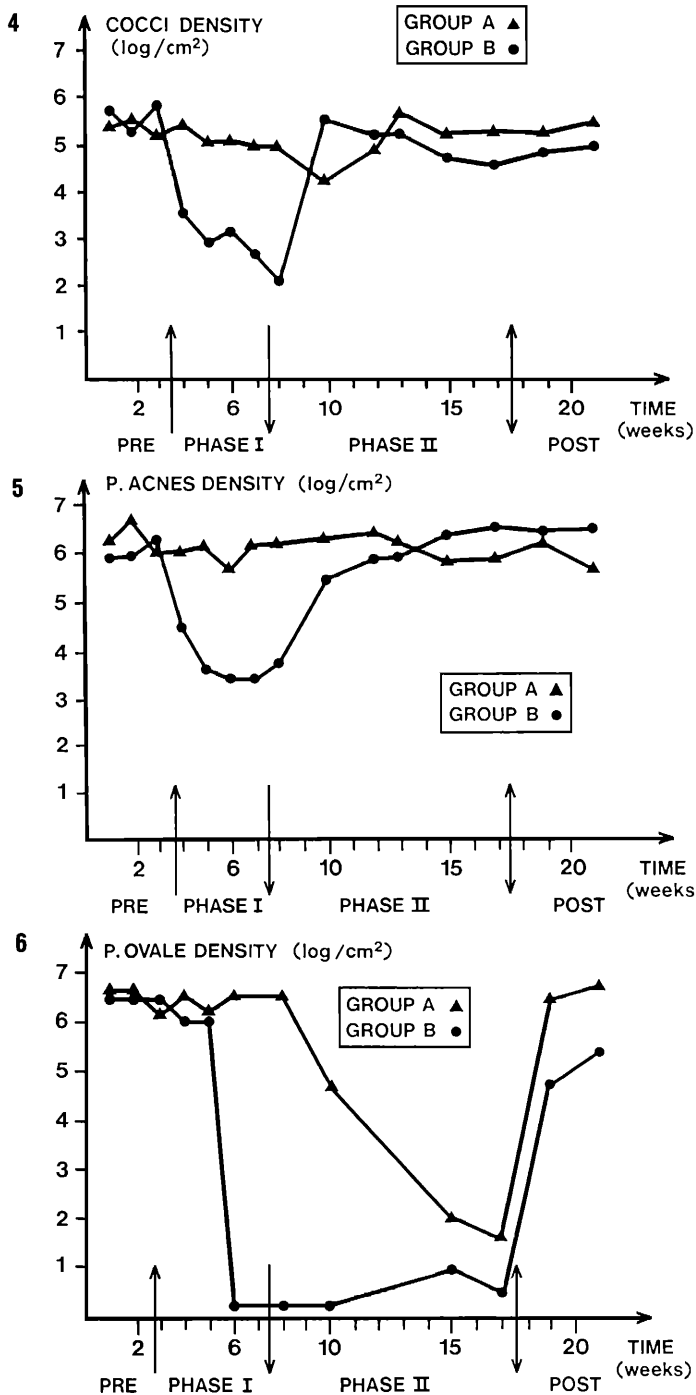 4
COCCI DENSITY
(log/cm²)
GROUP A ▲
GROUP B ●
7
6
5
4
3
2
1
2 6 10 15 20 TIME
(weeks)
PRE PHASE I PHASE II POST
5
P. ACNES DENSITY (log/cm²)
7
6
5
4
3
2
1
GROUP A ▲
GROUP B ●
2 6 10 15 20 TIME
(weeks
PRE PHASE I PHASE II POST
6
P. OVALE DENSITY (log/cm²)
GROUP A ▲
GROUP B ●
7
6
5
4
3
2
1
2 6 10 15 20 TIME
(weeks)
PRE PHASE I PHASE II POST